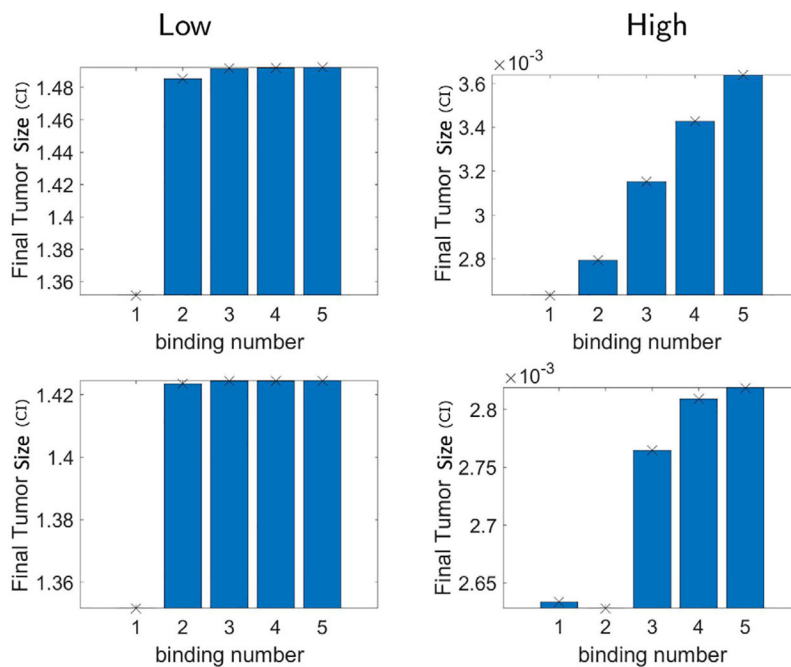 Low
High
Final Tumor Size (CI)
1.48
1.46
1.44
1.42
1.4
1.38
1.36
1 2 3 4 5
binding number
×10⁻³
Final Tumor Size (CI)
3.6
3.4
3.2
3
2.8
1 2 3 4 5
binding number
Final Tumor Size (CI)
1.42
1.4
1.38
1.36
1 2 3 4 5
binding number
×10⁻³
Final Tumor Size (CI)
2.8
2.75
2.7
2.65
1 2 3 4 5
binding number